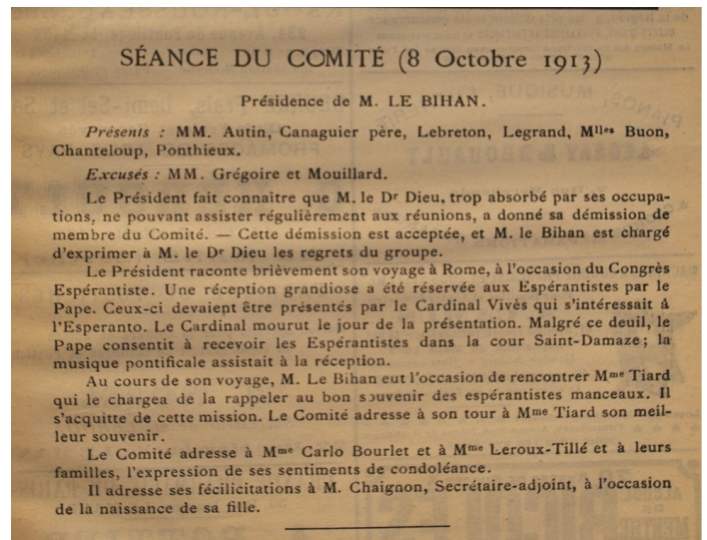 SÉANCE DU COMITÉ (8 Octobre 1913)
Présidence de M. LE BIHAN.
Présents : MM. Autin, Canaguier père, Lebreton, Legrand, Mlles Buon,
Chanteloup, Ponthieux.
Excusés : MM. Grégoire et Mouillard.
Le Président fait connaitre que M. le Dr Dieu, trop absorbé par ses occupa-
tions, ne pouvant assister régulièrement aux réunions, a donné sa démission de
membre du Comité. — Cette démission est acceptée, et M. le Bihan est chargé
d'exprimer à M. le Dr Dieu les regrets du groupe.
Le Président raconte brièvement son voyage à Rome, à l'occasion du Congrès
Espérantiste. Une réception grandiose a été réservée aux Espérantistes par le
Pape. Ceux-ci devaient être présentés par le Cardinal Vivès qui s'intéressait à
l'Esperanto. Le Cardinal mourut le jour de la présentation. Malgré ce deuil, le
Pape consentit à recevoir les Espérantistes dans la cour Saint-Damaze ; la
musique pontificale assistait à la réception.
Au cours de son voyage, M. Le Bihan eut l'occasion de rencontrer Mme Tiard
qui le chargea de la rappeler au bon souvenir des espérantistes manceaux. Il
s'acquitte de cette mission. Le Comité adresse à son tour à Mme Tiard son meil-
leur souvenir.
Le Comité adresse à Mme Carlo Bourlet et à Mme Leroux-Tillé et à leurs
familles, l'expression de ses sentiments de condoléance.
Il adresse ses fécilicitations à M. Chaignon, Secrétaire-adjoint, à l'occasion
de la naissance de sa fille.